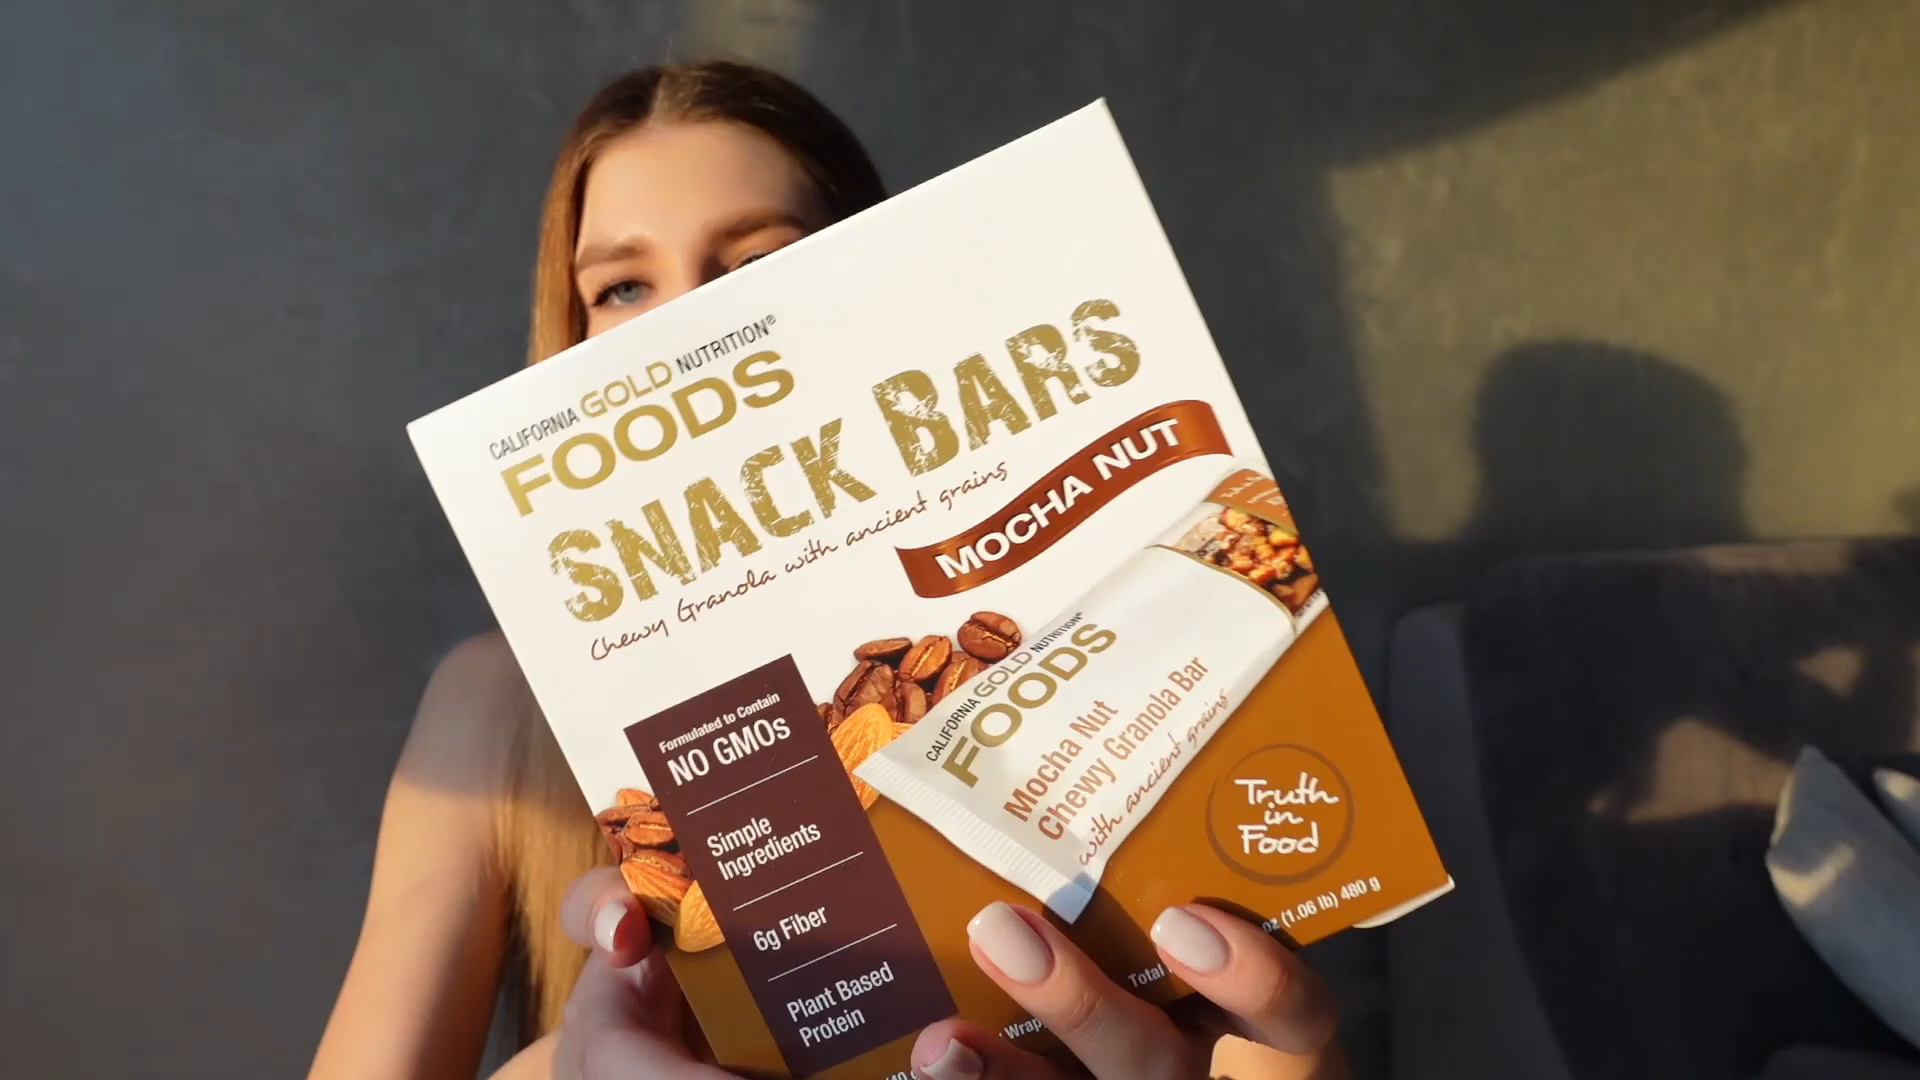 CALIFORNIA GOLD NUTRITION®
FOODS
SNACK BARS
Chewy Granola with ancient grains
MOCHA NUT
Formulated to Contain
NO GMOs
Simple
Ingredients
6g Fiber
Plant Based
Protein
CALIFORNIA GOLD NUTRITION®
FOODS
Mocha Nut
Chewy Granola Bar
with ancient grains
Truth
in
Food
oz (1.06 lb) 480 g
Total